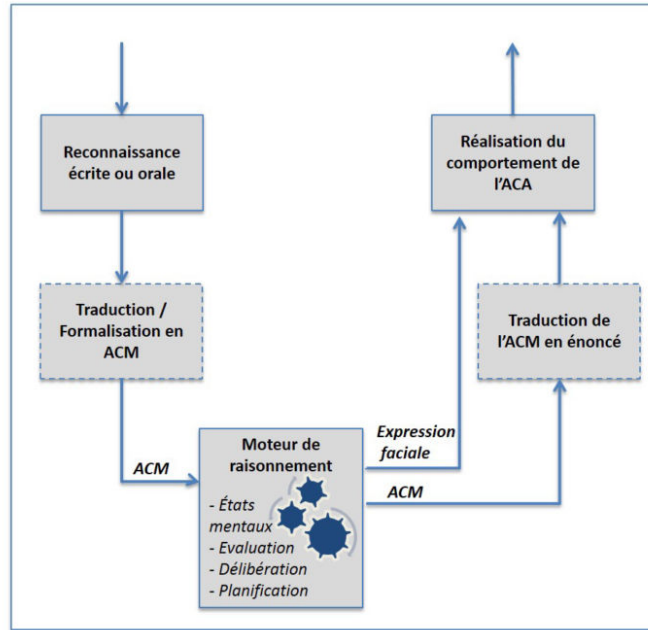 Reconnaissance
écrite ou orale
Traduction /
Formalisation en
ACM
ACM
Moteur de
raisonnement
- États
mentaux
- Evaluation
- Délibération
- Planification
Expression
faciale
ACM
Réalisation du
comportement de
l'ACA
Traduction de
l'ACM en énoncé